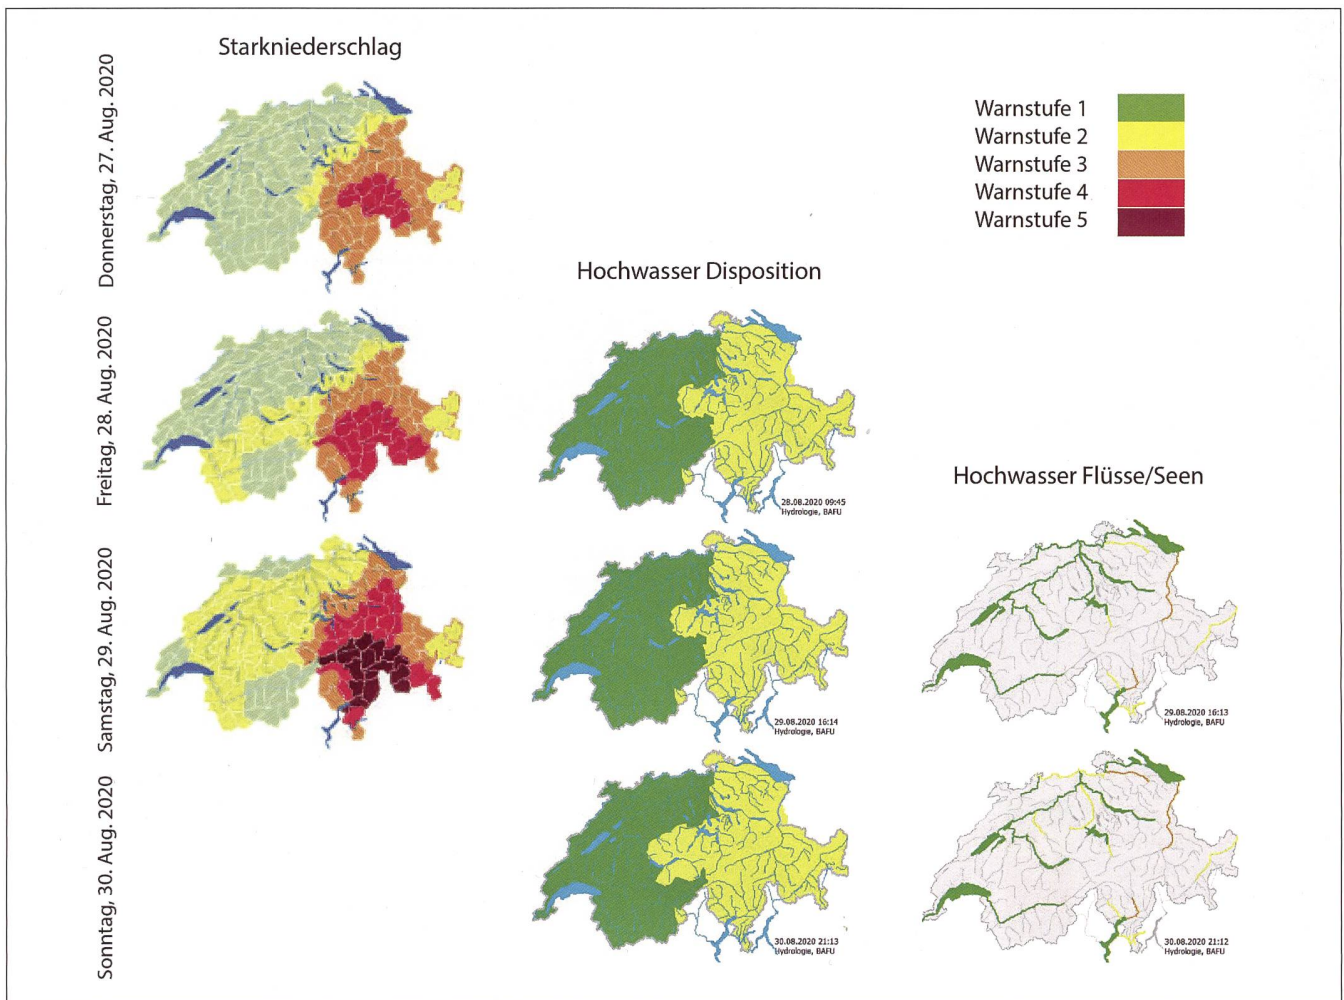 Starkniederschlag
Donnerstag, 27. Aug. 2020
Warnstufe 1
Warnstufe 2
Warnstufe 3
Warnstufe 4
Warnstufe 5
Hochwasser Disposition
Freitag, 28. Aug. 2020
28.08.2020 09:45
Hydrologie, BAFU
Hochwasser Flüsse/Seen
Samstag, 29. Aug. 2020
29.08.2020 16:14
Hydrologie, BAFU
29.08.2020 16:13
Hydrologie, BAFU
Sonntag, 30. Aug. 2020
30.08.2020 21:13
Hydrologie, BAFU
30.08.2020 21:12
Hydrologie, BAFU